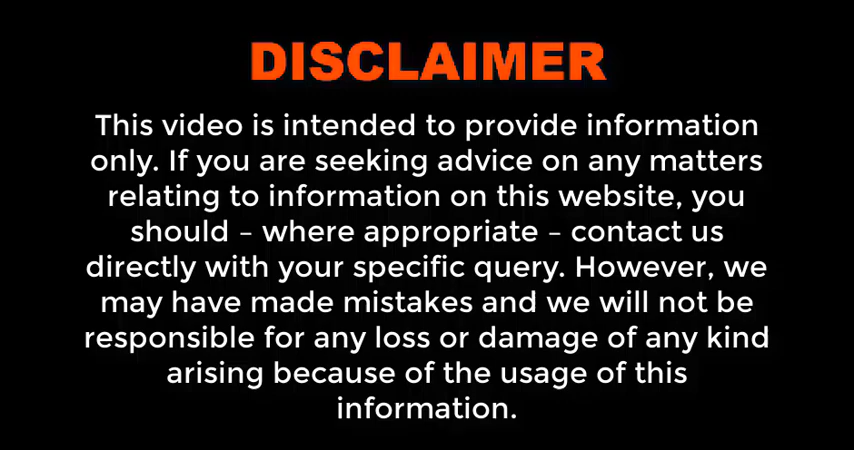 DISCLAIMER
This video is intended to provide information
only. If you are seeking advice on any matters
relating to information on this website, you
should – where appropriate – contact us
directly with your specific query. However, we
may have made mistakes and we will not be
responsible for any loss or damage of any kind
arising because of the usage of this
information.